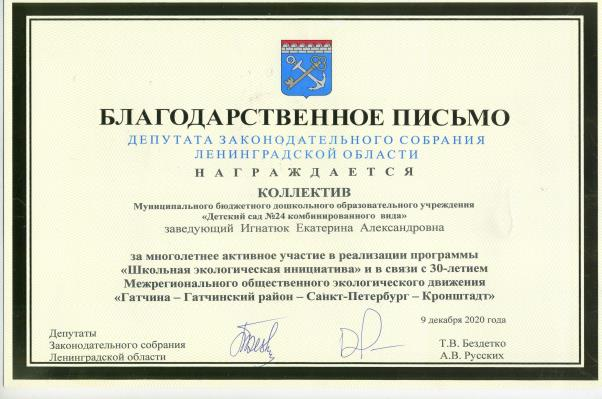 БЛАГОДАРСТВЕННОЕ ПИСЬМО
ДЕПУТАТА ЗАКОНОДАТЕЛЬНОГО СОБРАНИЯ
ЛЕНИНГРАДСКОЙ ОБЛАСТИ
НАГРАЖДАЕТСЯ
КОЛЛЕКТИВ
Муниципального бюджетного дошкольного образовательного учреждения
«Детский сад №24 комбинированного вида»
заведующий Игнатюк Екатерина Александровна
за многолетнее активное участие в реализации программы
«Школьная экологическая инициатива» и в связи с 30-летием
Межрегионального общественного экологического движения
«Гатчина – Гатчинский район – Санкт-Петербург – Кронштадт»
9 декабря 2020 года
Депутаты
Законодательного собрания
Ленинградской области
Т.В. Бездетко
А.В. Русских